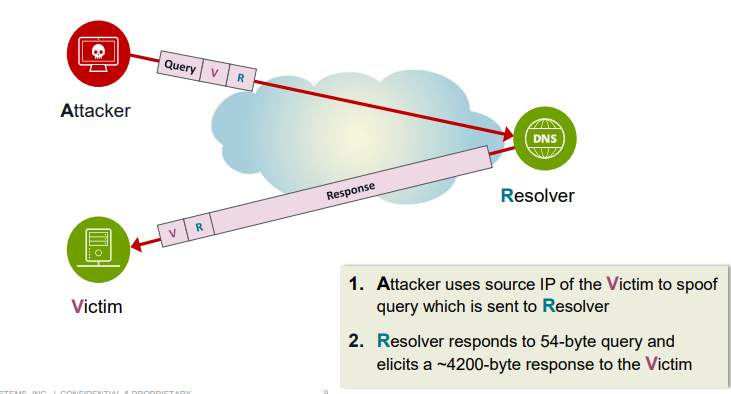 Query V R
Attacker
DNS
Resolver
Response
V R
Victim
1. Attacker uses source IP of the Victim to spoof
query which is sent to Resolver
2. Resolver responds to 54-byte query and
elicits a ~4200-byte response to the Victim
STEMS, INC. / CONFIDENTIAL & PROPRIETARY
9